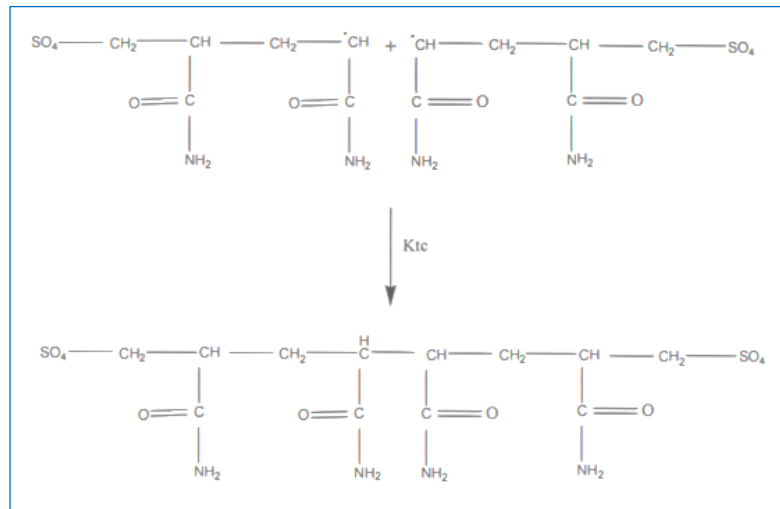 SO₄ CH₂ CH CH₂ ·CH + ·CH CH₂ CH CH₂ SO₄
O C O C C O C O
NH₂ NH₂ NH₂ NH₂
Ktc
SO₄ CH₂ CH CH₂ H C CH CH₂ CH CH₂ SO₄
O C O C C O C O
NH₂ NH₂ NH₂ NH₂